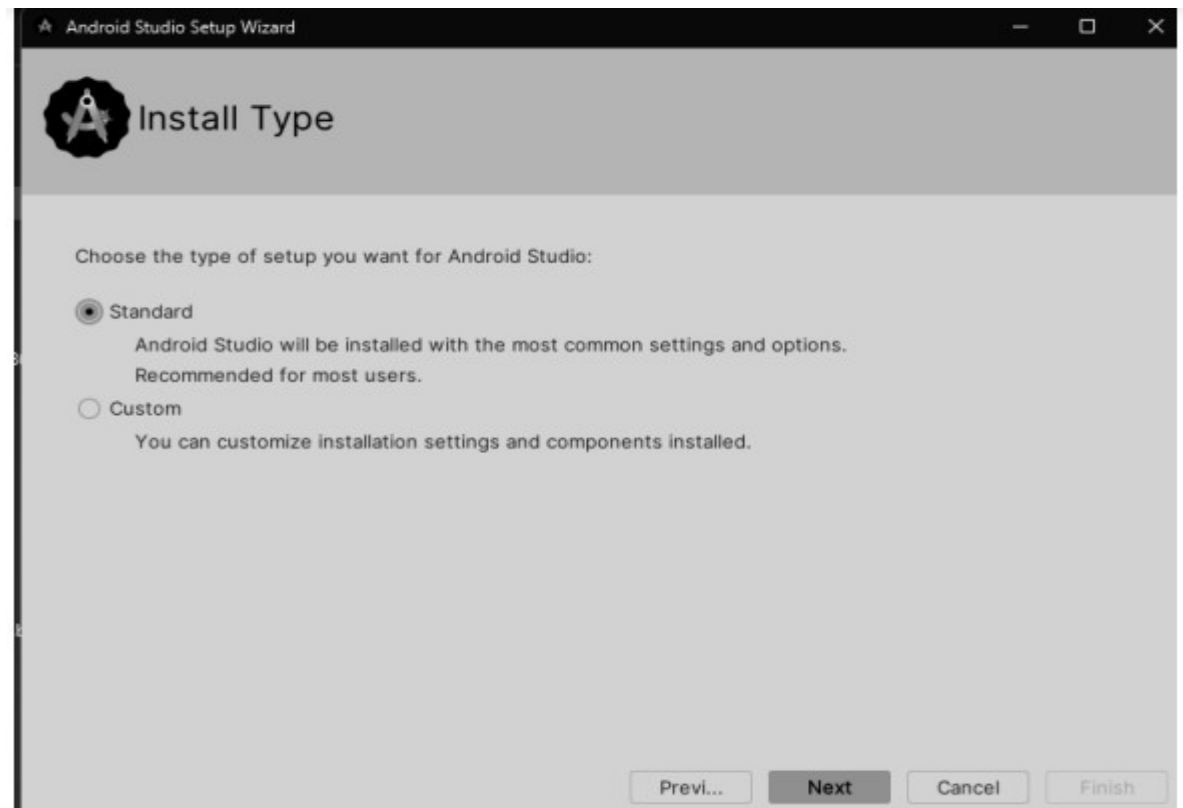 Android Studio Setup Wizard
Install Type
Choose the type of setup you want for Android Studio:
Standard
Android Studio will be installed with the most common settings and options.
Recommended for most users.
Custom
You can customize installation settings and components installed.
Previ... Next Cancel Finish